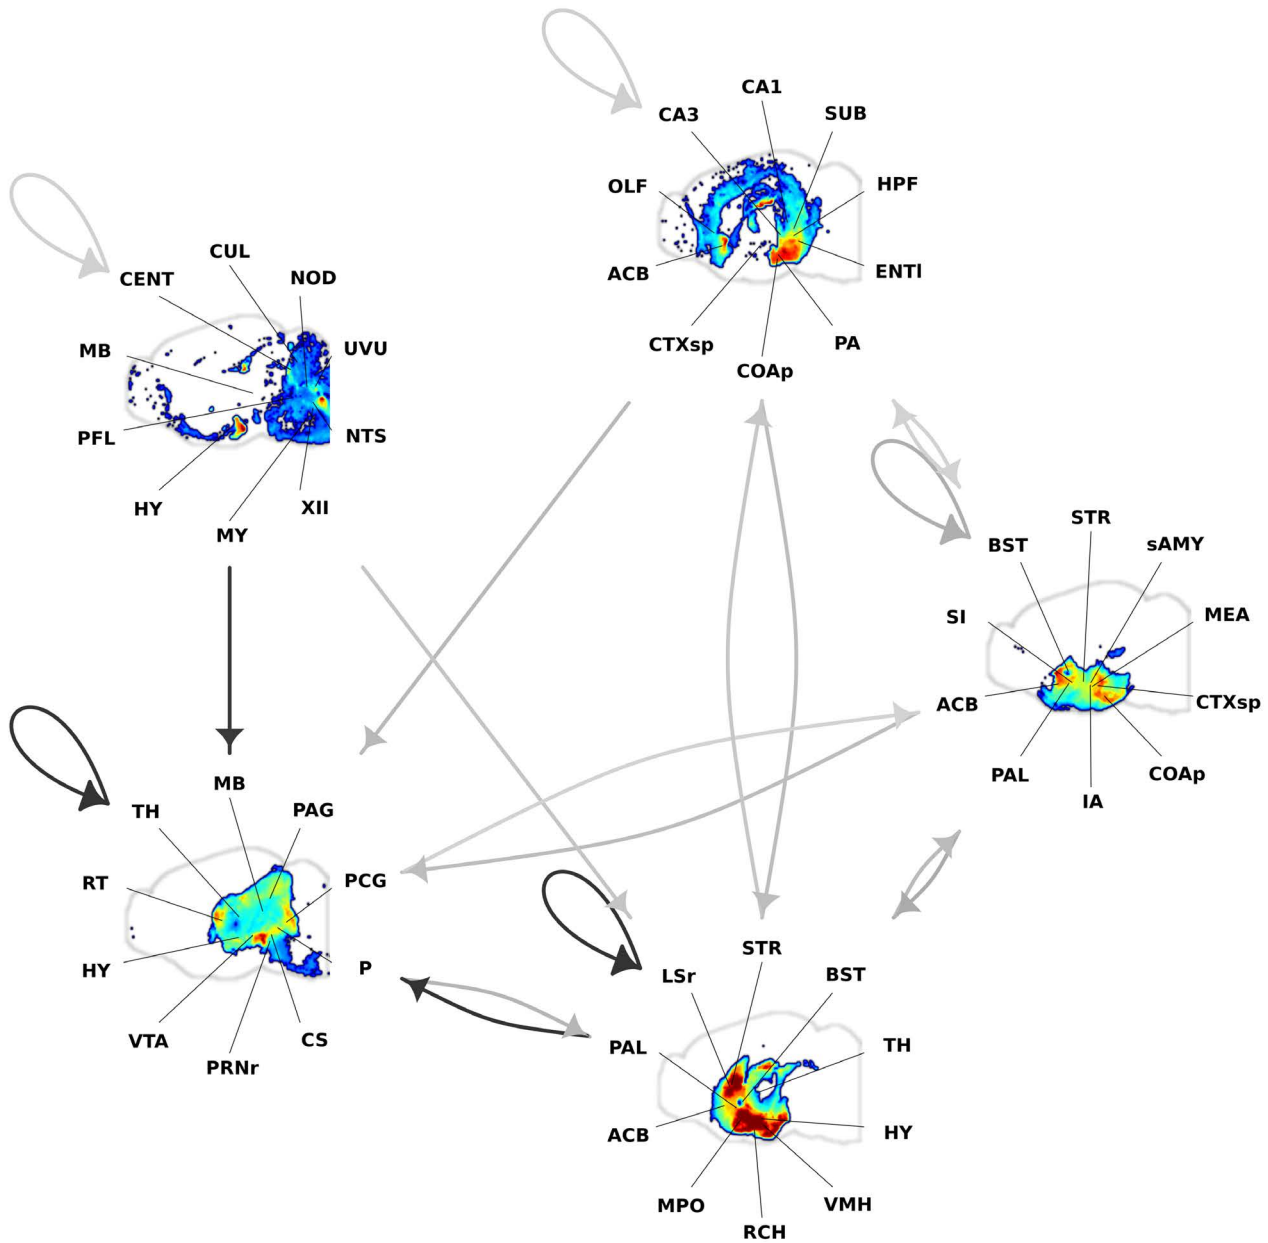 CA1
CA3
SUB
OLF
HPF
ACB
ENTl
CTXsp
PA
COAp
CUL
CENT
NOD
MB
UVU
PFL
NTS
HY
XII
MY
STR
BST
sAMY
SI
MEA
ACB
CTXsp
PAL
COAp
IA
MB
TH
PAG
RT
PCG
HY
P
VTA
CS
PRNr
STR
LSr
BST
PAL
TH
ACB
HY
MPO
VMH
RCH